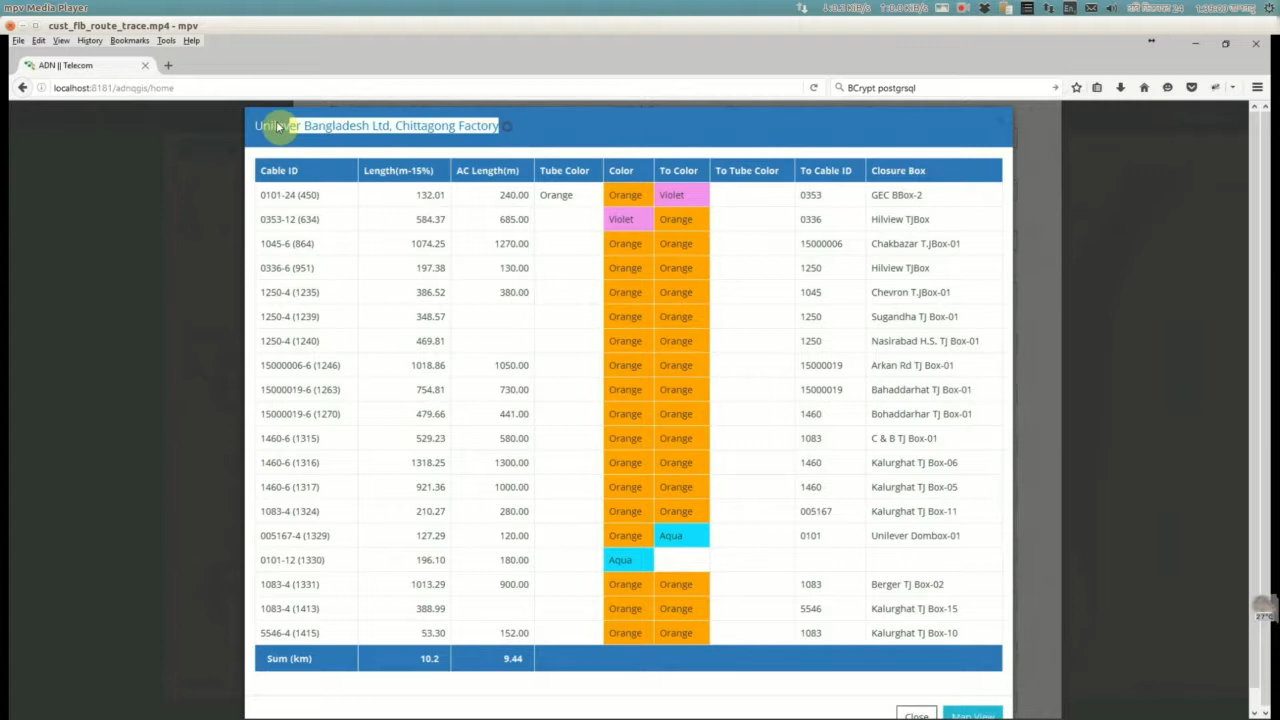 mpv Media Player
cust_fib_route_trace.mp4 - mpv
File Edit View History Bookmarks Tools Help
ADN || Telecom
localhost:8181/adnqgis/home
BCrypt postgrsql
Unilever Bangladesh Ltd, Chittagong Factory
Cable ID Length(m-15%) AC Length(m) Tube Color Color To Color To Tube Color To Cable ID Closure Box
0101-24 (450) 132.01 240.00 Orange Orange Violet 0353 GEC BBox-2
0353-12 (634) 584.37 685.00 Violet Orange 0336 Hilview TJBox
1045-6 (864) 1074.25 1270.00 Orange Orange 15000006 Chakbazar T.JBox-01
0336-6 (951) 197.38 130.00 Orange Orange 1250 Hilview TJBox
1250-4 (1235) 386.52 380.00 Orange Orange 1045 Chevron T.JBox-01
1250-4 (1239) 348.57 Orange Orange 1250 Sugandha TJ Box-01
1250-4 (1240) 469.81 Orange Orange 1250 Nasirabad H.S. TJ Box-01
15000006-6 (1246) 1018.86 1050.00 Orange Orange 15000019 Arkan Rd TJ Box-01
15000019-6 (1263) 754.81 730.00 Orange Orange 15000019 Bahaddarhat TJ Box-01
15000019-6 (1270) 479.66 441.00 Orange Orange 1460 Bohaddarhar TJ Box-01
1460-6 (1315) 529.23 580.00 Orange Orange 1083 C & B TJ Box-01
1460-6 (1316) 1318.25 1300.00 Orange Orange 1460 Kalurghat TJ Box-06
1460-6 (1317) 921.36 1000.00 Orange Orange 1460 Kalurghat TJ Box-05
1083-4 (1324) 210.27 280.00 Orange Orange 005167 Kalurghat TJ Box-11
005167-4 (1329) 127.29 120.00 Orange Aqua 0101 Unilever Dombox-01
0101-12 (1330) 196.10 180.00 Aqua
1083-4 (1331) 1013.29 900.00 Orange Orange 1083 Berger TJ Box-02
1083-4 (1413) 388.99 Orange Orange 5546 Kalurghat TJ Box-15
5546-4 (1415) 53.30 152.00 Orange Orange 1083 Kalurghat TJ Box-10
Sum (km) 10.2 9.44
27°C
Close Map View